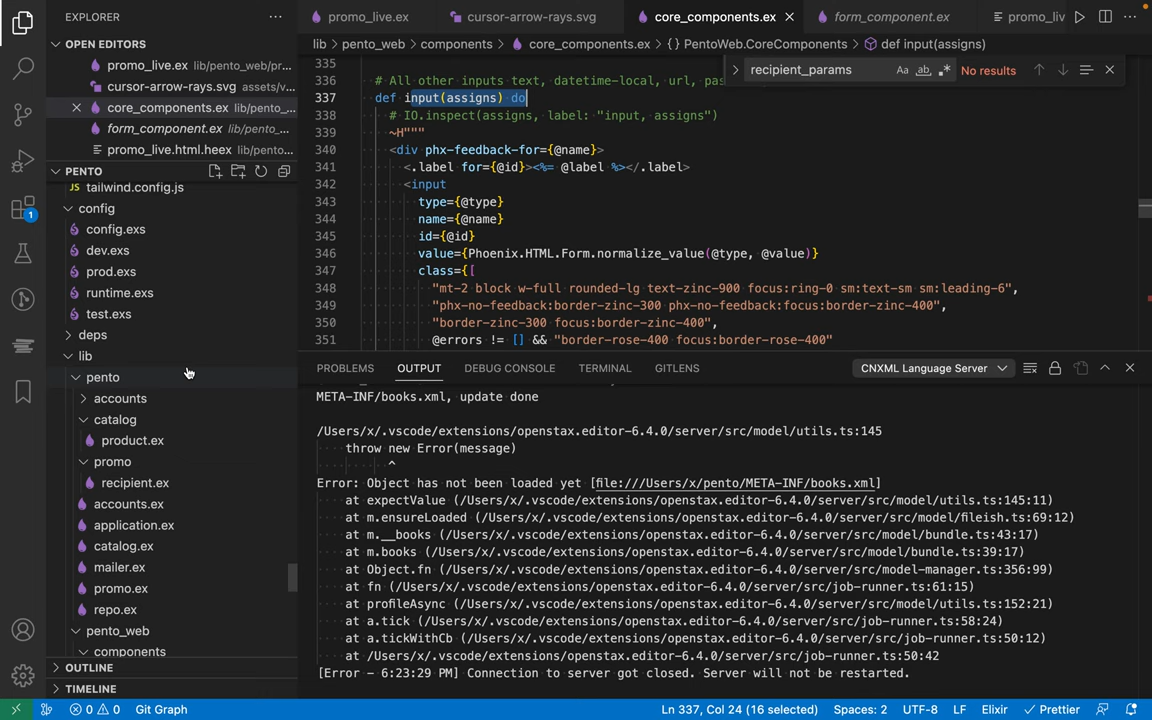 EXPLORER
OPEN EDITORS
promo_live.ex lib/pento_web/pr...
cursor-arrow-rays.svg assets/v...
core_components.ex lib/pento_...
form_component.ex lib/pento_...
promo_live.html.heex lib/pento...
PENTO
JS tailwind.config.js
config
config.exs
dev.exs
prod.exs
runtime.exs
test.exs
deps
lib
pento
accounts
catalog
product.ex
promo
recipient.ex
accounts.ex
application.ex
catalog.ex
mailer.ex
promo.ex
repo.ex
pento_web
components
OUTLINE
TIMELINE
1
promo_live.ex cursor-arrow-rays.svg core_components.ex form_component.ex promo_liv
lib > pento_web > components > core_components.ex > {} PentoWeb.CoreComponents > def input(assigns)
recipient_params Aa ab .* No results
335
336 # All other inputs text, datetime-local, url, pas
337 def input(assigns) do
338 # IO.inspect(assigns, label: "input, assigns")
339 ~H"""
340 <div phx-feedback-for={@name}>
341 <.label for={@id}><%= @label %></.label>
342 <input
343 type={@type}
344 name={@name}
345 id={@id}
346 value={Phoenix.HTML.Form.normalize_value(@type, @value)}
347 class={[
348 "mt-2 block w-full rounded-lg text-zinc-900 focus:ring-0 sm:text-sm sm:leading-6",
349 "phx-no-feedback:border-zinc-300 phx-no-feedback:focus:border-zinc-400",
350 "border-zinc-300 focus:border-zinc-400",
351 @errors != [] && "border-rose-400 focus:border-rose-400"
PROBLEMS OUTPUT DEBUG CONSOLE TERMINAL GITLENS CNXML Language Server
META-INF/books.xml, update done
/Users/x/.vscode/extensions/openstax.editor-6.4.0/server/src/model/utils.ts:145
throw new Error(message)
^
Error: Object has not been loaded yet [file:///Users/x/pento/META-INF/books.xml]
at expectValue (/Users/x/.vscode/extensions/openstax.editor-6.4.0/server/src/model/utils.ts:145:11)
at m.ensureLoaded (/Users/x/.vscode/extensions/openstax.editor-6.4.0/server/src/model/fileish.ts:69:12)
at m.__books (/Users/x/.vscode/extensions/openstax.editor-6.4.0/server/src/model/bundle.ts:43:17)
at m.books (/Users/x/.vscode/extensions/openstax.editor-6.4.0/server/src/model/bundle.ts:39:17)
at Object.fn (/Users/x/.vscode/extensions/openstax.editor-6.4.0/server/src/model-manager.ts:356:99)
at fn (/Users/x/.vscode/extensions/openstax.editor-6.4.0/server/src/job-runner.ts:61:15)
at profileAsync (/Users/x/.vscode/extensions/openstax.editor-6.4.0/server/src/model/utils.ts:152:21)
at a.tick (/Users/x/.vscode/extensions/openstax.editor-6.4.0/server/src/job-runner.ts:58:24)
at a.tickWithCb (/Users/x/.vscode/extensions/openstax.editor-6.4.0/server/src/job-runner.ts:50:12)
at /Users/x/.vscode/extensions/openstax.editor-6.4.0/server/src/job-runner.ts:50:42
[Error - 6:23:29 PM] Connection to server got closed. Server will not be restarted.
0 0 Git Graph Ln 337, Col 24 (16 selected) Spaces: 2 UTF-8 LF Elixir Prettier